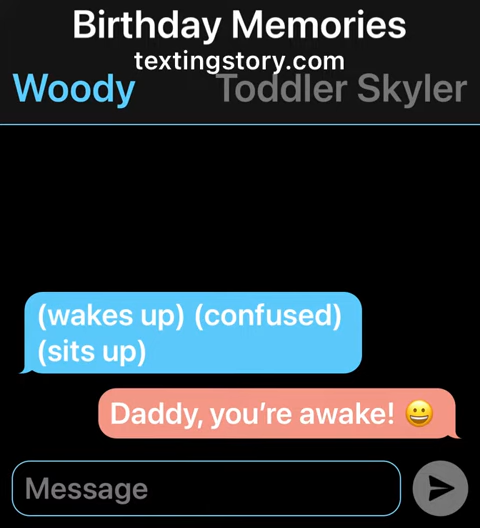 Birthday Memories
textingstory.com
Woody Toddler Skyler
(wakes up) (confused)
(sits up)
Daddy, you’re awake! 😀
Message